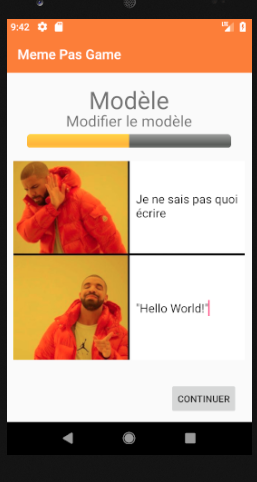 9:42
Meme Pas Game
Modèle
Modifier le modèle
Je ne sais pas quoi
écrire
"Hello World!"
CONTINUER